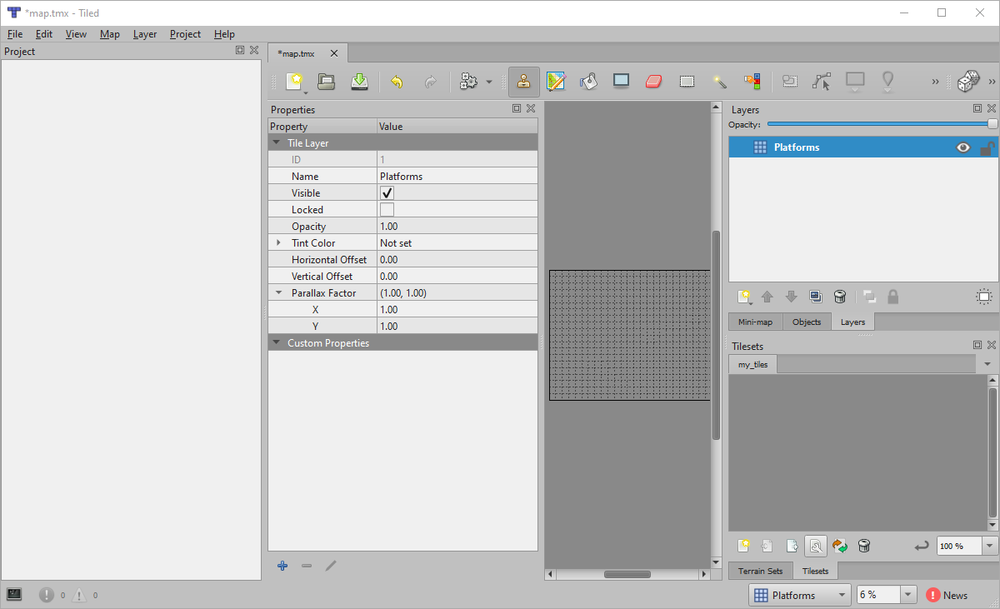 *map.tmx - Tiled
File Edit View Map Layer Project Help
Project
*map.tmx
Properties
Property Value
Tile Layer
ID 1
Name Platforms
Visible
Locked
Opacity 1.00
Tint Color Not set
Horizontal Offset 0.00
Vertical Offset 0.00
Parallax Factor (1.00, 1.00)
X 1.00
Y 1.00
Custom Properties
Layers
Opacity:
Platforms
Mini-map Objects Layers
Tilesets
my_tiles
100 %
Terrain Sets Tilesets
0 0
Platforms 6 % News